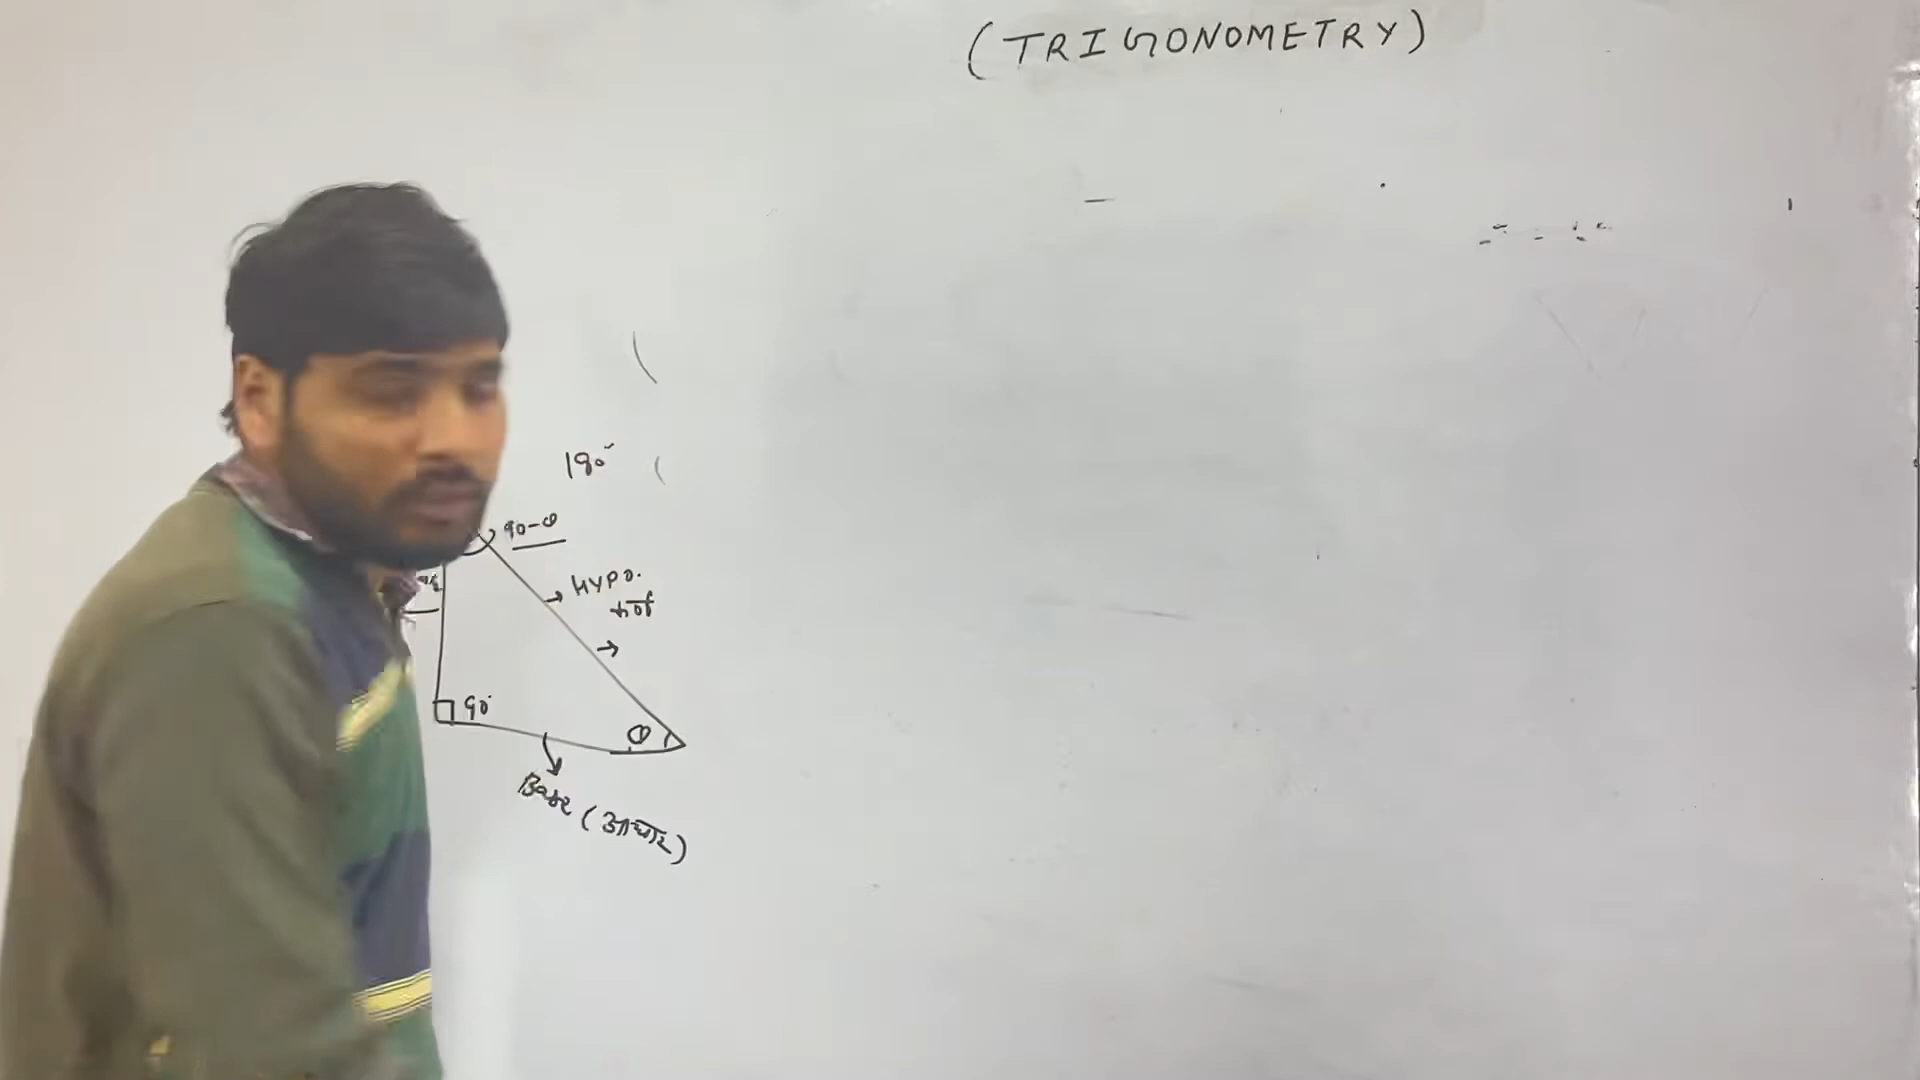 (TRIGONOMETRY)
180°
90-θ
Hypo.
कर्ण
90°
θ
Base (आधार)